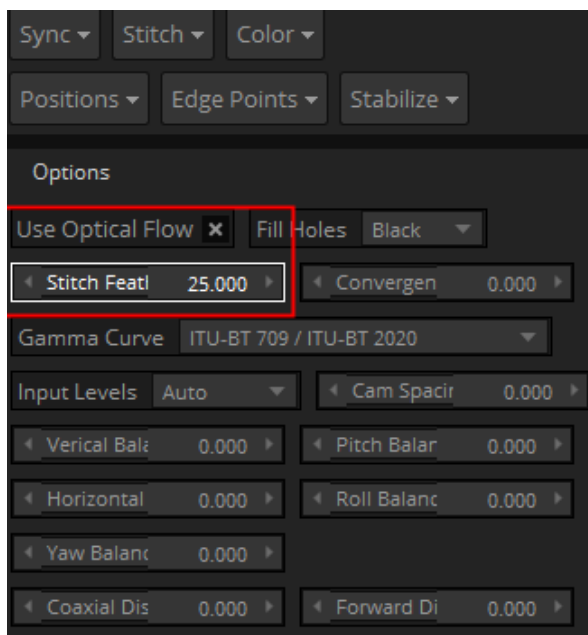 Sync Stitch Color
Positions Edge Points Stabilize
Options
Use Optical Flow Fill Holes Black
Stitch Featl 25.000 Convergen 0.000
Gamma Curve ITU-BT 709 / ITU-BT 2020
Input Levels Auto Cam Spacir 0.000
Verical Bala 0.000 Pitch Balar 0.000
Horizontal 0.000 Roll Balanc 0.000
Yaw Balanc 0.000
Coaxial Dis 0.000 Forward Di 0.000